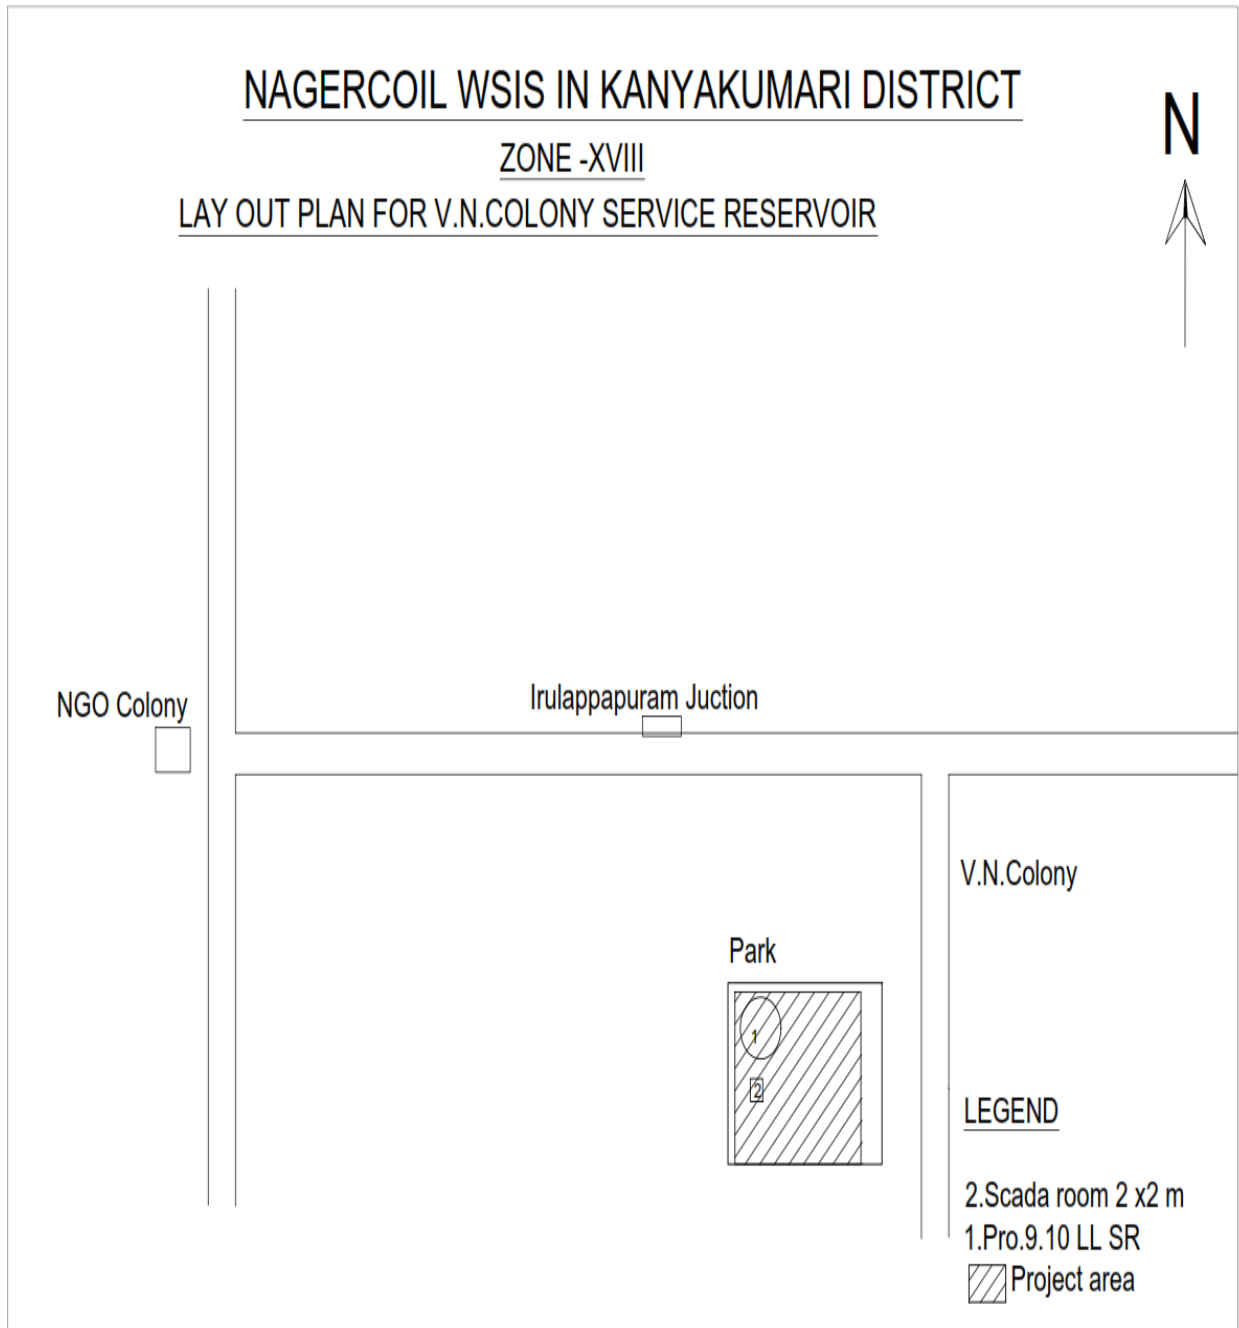 NAGERCOIL WSIS IN KANYAKUMARI DISTRICT
N
ZONE -XVIII
LAY OUT PLAN FOR V.N.COLONY SERVICE RESERVOIR
NGO Colony
Irulappapuram Juction
V.N.Colony
Park
1
2
LEGEND
2.Scada room 2 x2 m
1.Pro.9.10 LL SR
Project area